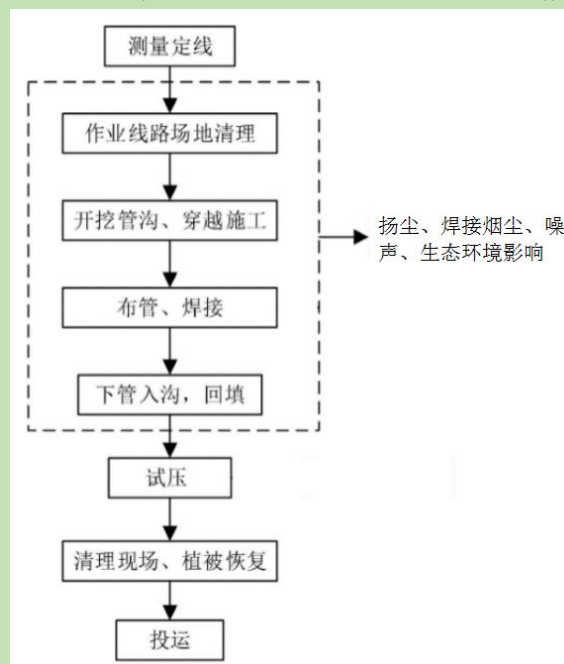 测量定线
作业线路场地清理
开挖管沟、穿越施工
扬尘、焊接烟尘、噪
声、生态环境影响
布管、焊接
下管入沟，回填
试压
清理现场、植被恢复
投运